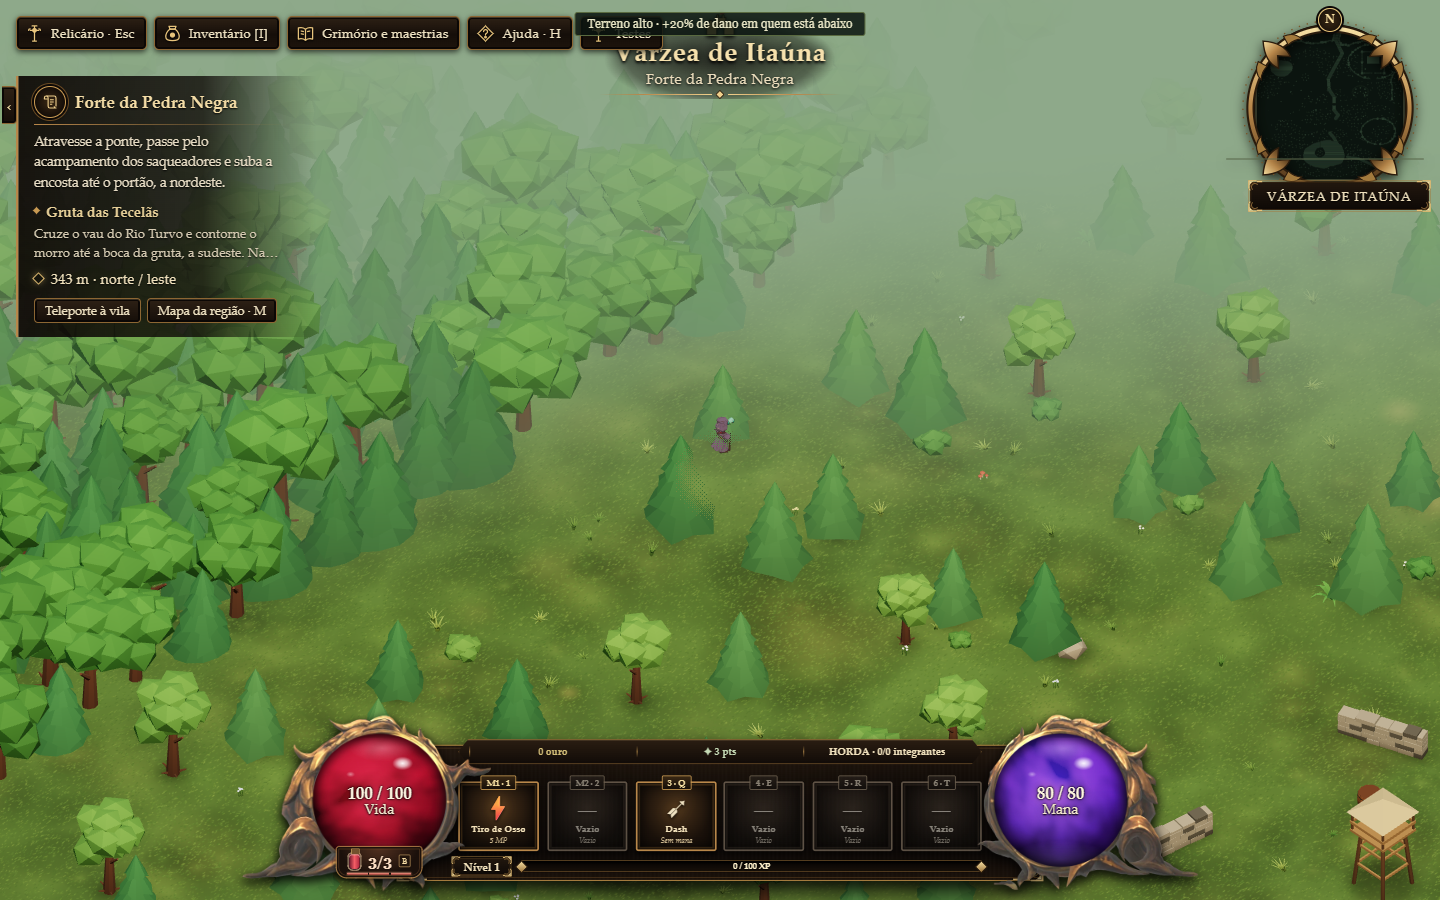 Relicário · Esc
Inventário [I]
Grimório e maestrias
Ajuda · H
Testes
Terreno alto · +20% de dano em quem está abaixo
Várzea de Itaúna
Forte da Pedra Negra
N
VÁRZEA DE ITAÚNA
Forte da Pedra Negra
Atravesse a ponte, passe pelo
acampamento dos saqueadores e suba a
encosta até o portão, a nordeste.
Gruta das Tecelãs
Cruze o vau do Rio Turvo e contorne o
morro até a boca da gruta, a sudeste. Na…
343 m · norte / leste
Teleporte à vila
Mapa da região · M
0 ouro
3 pts
HORDA · 0/0 integrantes
100 / 100
Vida
3/3
B
M1 · 1
Tiro de Osso
5 MP
M2 · 2
Vazio
Vazio
3 · Q
Dash
Sem mana
4 · E
Vazio
Vazio
5 · R
Vazio
Vazio
6 · T
Vazio
Vazio
80 / 80
Mana
Nível 1
0 / 100 XP